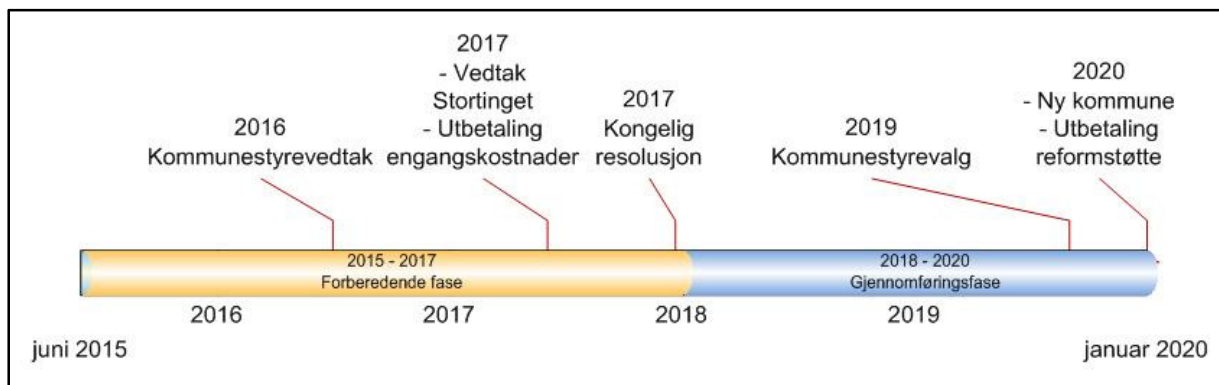 2016
Kommunestyrevedtak
2017
- Vedtak
Stortinget
- Utbetaling
engangskostnader
2017
Kongelig
resolusjon
2019
Kommunestyrevalg
2020
- Ny kommune
- Utbetaling
reformstøtte
2015 - 2017
Forberedende fase
2018 - 2020
Gjennomføringsfase
2016
2017
2018
2019
juni 2015
januar 2020